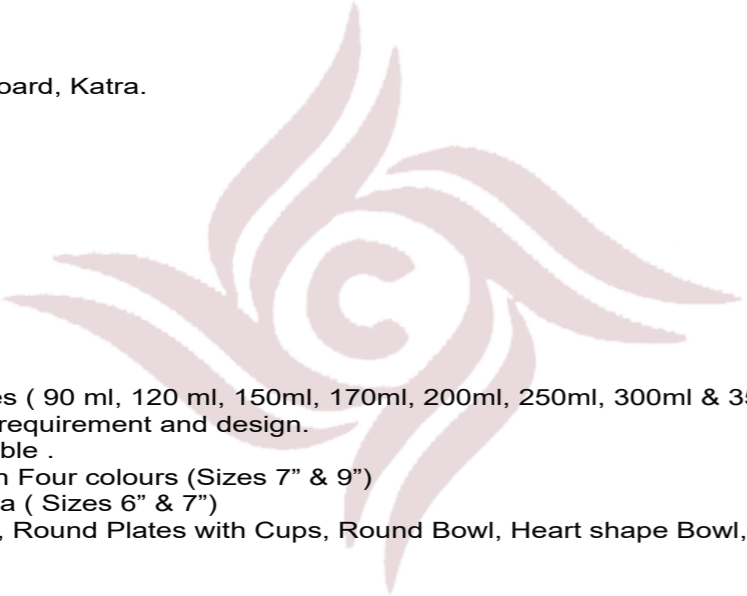 oard, Katra.
C
es ( 90 ml, 120 ml, 150ml, 170ml, 200ml, 250ml, 300ml & 35
requirement and design.
ble .
n Four colours (Sizes 7” & 9”)
a ( Sizes 6” & 7”)
, Round Plates with Cups, Round Bowl, Heart shape Bowl,